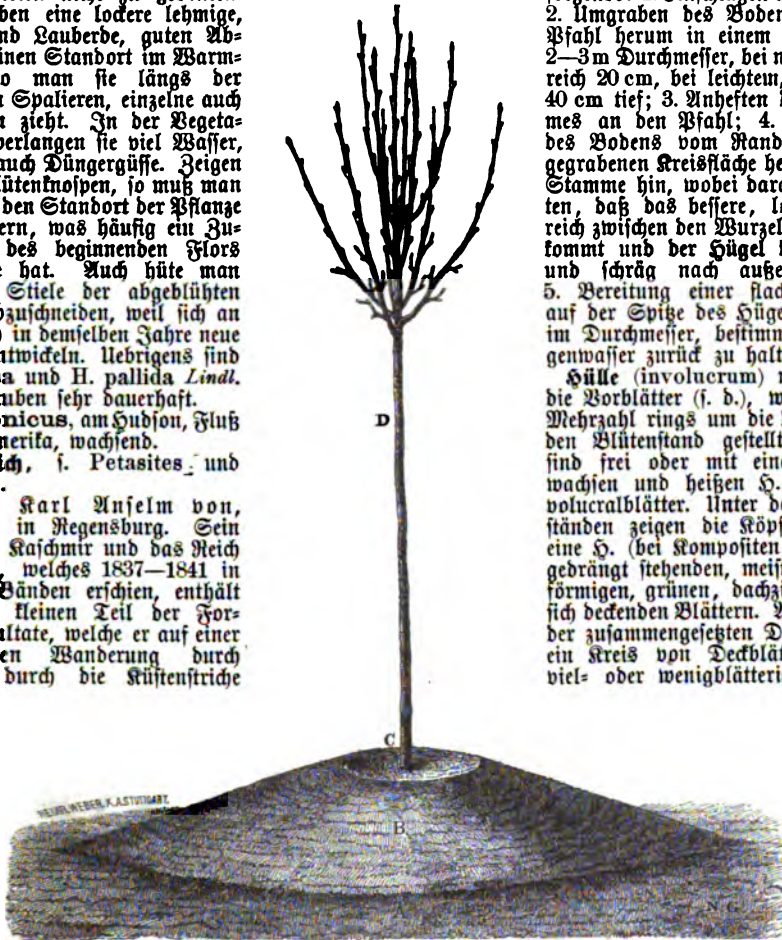 ben eine lockere lehmige,
nd Lauberde, guten Ab=
inen Standort im Warm=
o man sie längs der
n Spalieren, einzelne auch
n zieht. In der Vegeta=
verlangen sie viel Wasser,
auch Düngergüsse. Zeigen
lütenknospen, so muß man
den Standort der Pflanze
ern, was häufig ein Zu=
des beginnenden Flors
e hat. Auch hüte man
Stiele der abgeblühten
bzuschneiden, weil sich an
in demselben Jahre neue
ntwickeln. Uebrigens sind
a und H. pallida Lindl.
uben sehr dauerhaft.
onicus, am Hudson, Fluß
merika, wachsend.
ich, s. Petasites und
.
Karl Anselm von,
in Regensburg. Sein
Kaschmir und das Reich
welches 1837—1841 in
Bänden erschien, enthält
kleinen Teil der For=
ultate, welche er auf einer
en Wanderung durch
durch die Küstenstriche
D
C
B
2. Umgraben des Boden
Pfahl herum in einem
2—3 m Durchmesser, bei m
reich 20 cm, bei leichtem,
40 cm tief; 3. Anheften
mes an den Pfahl; 4.
des Bodens vom Rand
gegrabenen Kreisfläche he
Stamme hin, wobei dara
ten, daß das bessere, l
reich zwischen den Wurzel
kommt und der Hügel
und schräg nach auße
5. Bereitung einer flac
auf der Spitze des Hüge
im Durchmesser, bestimm
genwasser zurück zu halt
Hülle (involucrum)
die Vorblätter (s. d.), w
Mehrzahl rings um die
den Blütenstand gestellt
sind frei oder mit eine
wachsen und heißen H.
volucralblätter. Unter de
ständen zeigen die Köpf
eine H. (bei Kompositen
gedrängt stehenden, meist
förmigen, grünen, dachzi
sich deckenden Blättern. A
der zusammengesetzten D
ein Kreis von Deckblät
viel= oder wenigblätteri